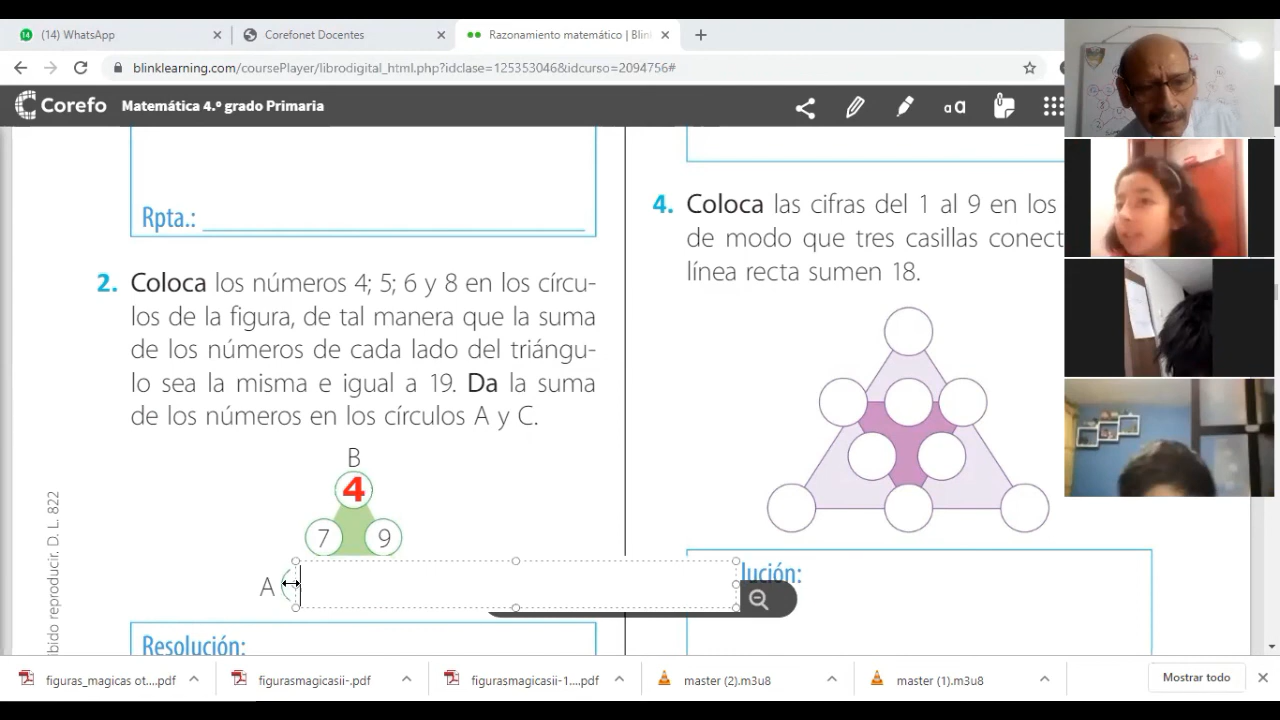 (14) WhatsApp
Corefonet Docentes
Razonamiento matemático | Blin
blinklearning.com/coursePlayer/librodigital_html.php?idclase=125353046&idcurso=2094756#
Corefo
Matemática 4.º grado Primaria
aA
Rpta.:
2. Coloca los números 4; 5; 6 y 8 en los círcu-
los de la figura, de tal manera que la suma
de los números de cada lado del triángu-
lo sea la misma e igual a 19. Da la suma
de los números en los círculos A y C.
B
4
7 9
A
Resolución:
bido reproducir. D. L. 822
4. Coloca las cifras del 1 al 9 en los
de modo que tres casillas conect
línea recta sumen 18.
lución:
figuras_magicas ot....pdf
figurasmagicasii-.pdf
figurasmagicasii-1....pdf
master (2).m3u8
master (1).m3u8
Mostrar todo